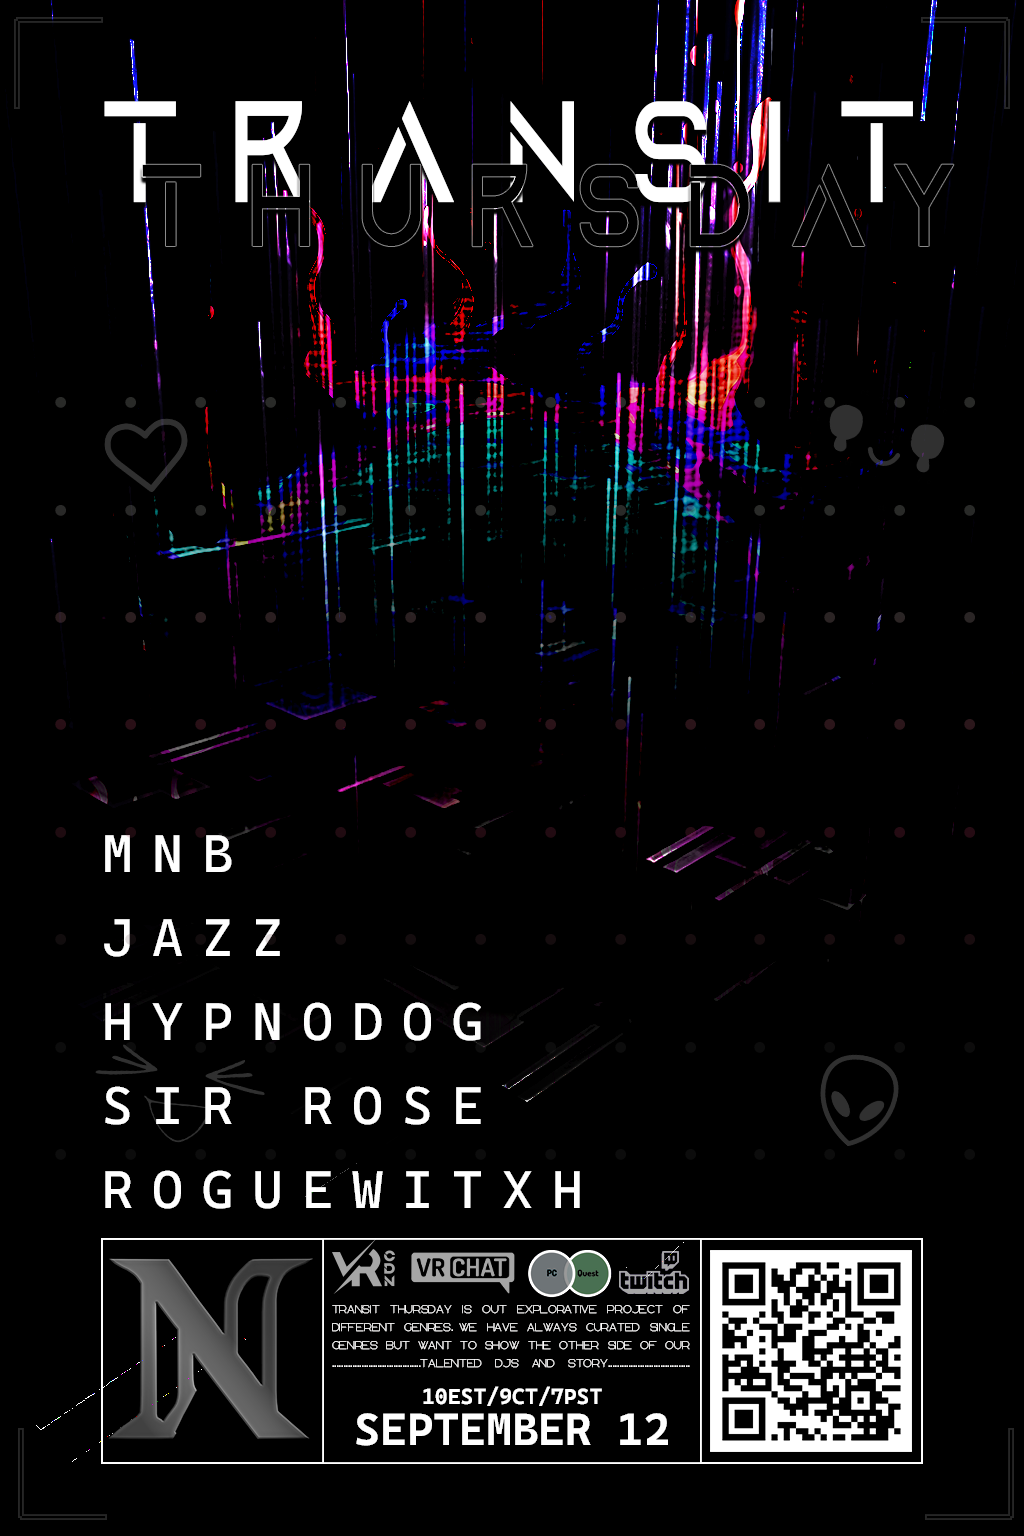 TRANSIT
THURSDAY
MNB
JAZZ
HYPNODOG
SIR ROSE
ROGUEWITXH
N
VR CDN
VR CHAT
PC Quest
twitch
TRANSIT THURSDAY IS OUT EXPLORATIVE PROJECT OF
DIFFERENT GENRES. WE HAVE ALWAYS CURATED SINGLE
GENRES BUT WANT TO SHOW THE OTHER SIDE OF OUR
TALENTED DJS AND STORY
10EST/9CT/7PST
SEPTEMBER 12